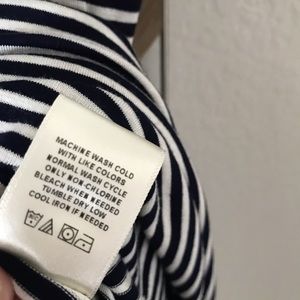 MACHINE WASH COLD
WITH LIKE COLORS
NORMAL WASH CYCLE
ONLY NON-CHLORINE
BLEACH WHEN NEEDED
TUMBLE DRY LOW
COOL IRON IF NEEDED